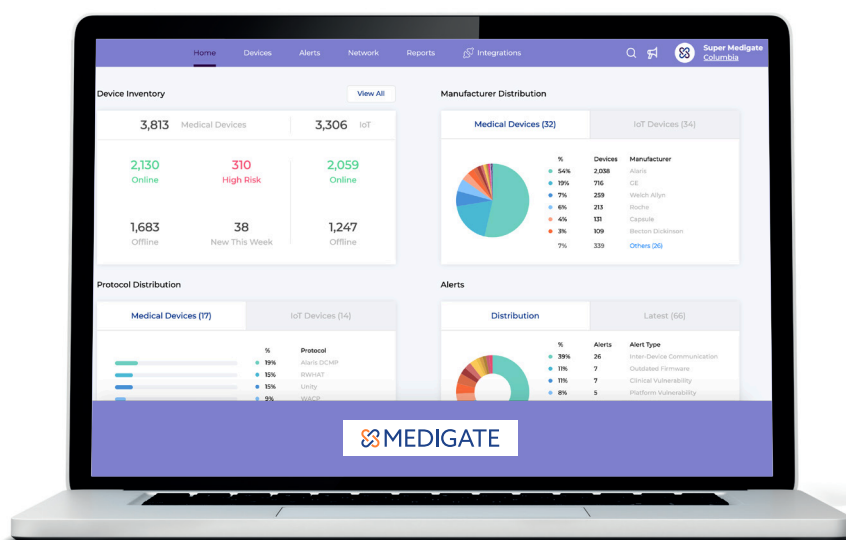 Home Devices Alerts Network Reports Integrations Super Medigate
Columbia
Device Inventory View All
3,813 Medical Devices 3,306 IoT
2,130 310 2,059
Online High Risk Online
1,683 38 1,247
Offline New This Week Offline
Manufacturer Distribution
Medical Devices (32) IoT Devices (34)
% Devices Manufacturer
54% 2,038 Alaris
19% 716 GE
7% 259 Welch Allyn
6% 213 Roche
4% 131 Capsule
3% 109 Becton Dickinson
7% 339 Others (26)
Protocol Distribution
Medical Devices (17) IoT Devices (14)
% Protocol
19% Alaris DCMP
15% RWHAT
15% Unity
9% WACP
Alerts
Distribution Latest (66)
% Alerts Alert Type
39% 26 Inter-Device Communication
11% 7 Outdated Firmware
11% 7 Clinical Vulnerability
8% 5 Platform Vulnerability
MEDIGATE